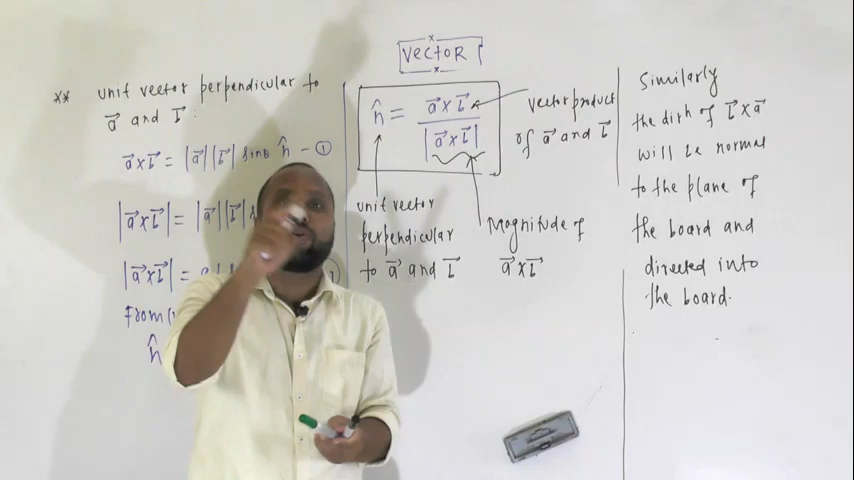 VECTOR
** unit vector perpendicular to
a⃗ and b⃗ :
a⃗ x b⃗ = |a⃗| |b⃗| sinθ n̂ - ①
|a⃗ x b⃗| = |a⃗| |b⃗|
|a⃗ x b⃗| =
From
n̂
n̂ = a⃗ x b⃗ / |a⃗ x b⃗|
vector product
of a⃗ and b⃗
unit vector
perpendicular
to a⃗ and b⃗
Magnitude of
a⃗ x b⃗
Similarly
the dirn of b⃗ x a⃗
will be normal
to the plane of
the board and
directed into
the board.